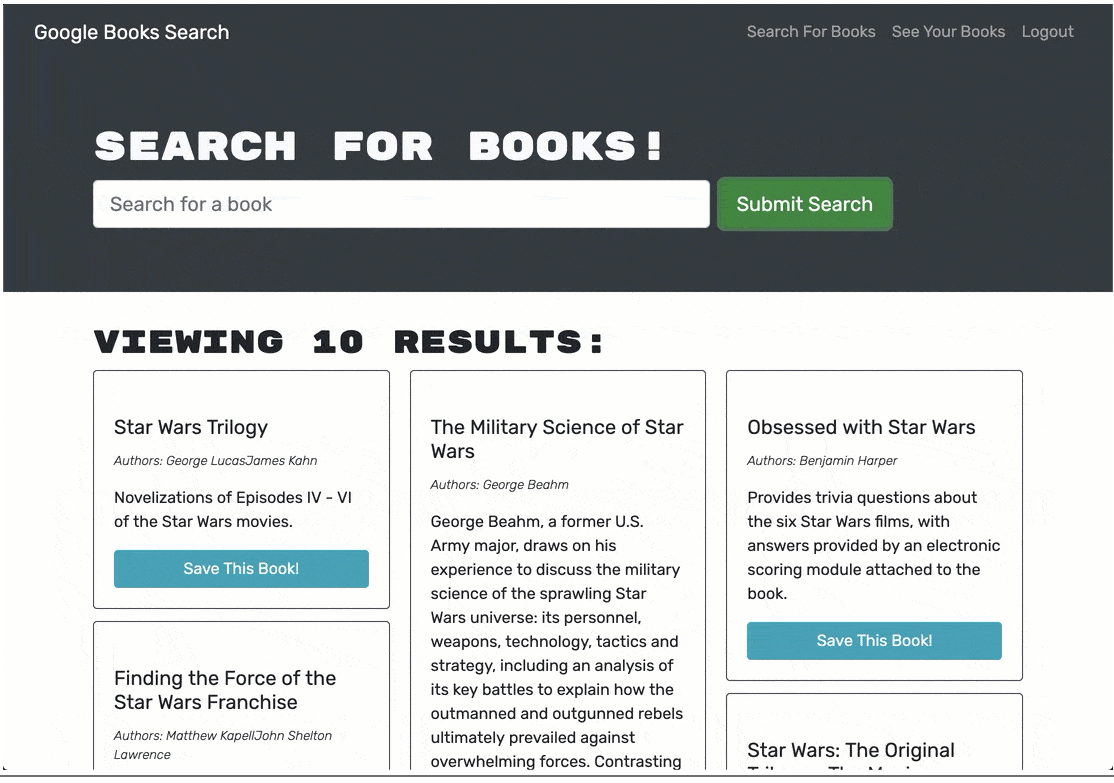 Google Books Search
Search For Books
See Your Books
Logout
SEARCH FOR BOOKS!
Search for a book
Submit Search
VIEWING 10 RESULTS:
Star Wars Trilogy
Authors: George LucasJames Kahn
Novelizations of Episodes IV - VI
of the Star Wars movies.
Save This Book!
Finding the Force of the
Star Wars Franchise
Authors: Matthew KapellJohn Shelton
Lawrence
The Military Science of Star
Wars
Authors: George Beahm
George Beahm, a former U.S.
Army major, draws on his
experience to discuss the military
science of the sprawling Star
Wars universe: its personnel,
weapons, technology, tactics and
strategy, including an analysis of
its key battles to explain how the
outmanned and outgunned rebels
ultimately prevailed against
overwhelming forces. Contrasting
Obsessed with Star Wars
Authors: Benjamin Harper
Provides trivia questions about
the six Star Wars films, with
answers provided by an electronic
scoring module attached to the
book.
Save This Book!
Star Wars: The Original